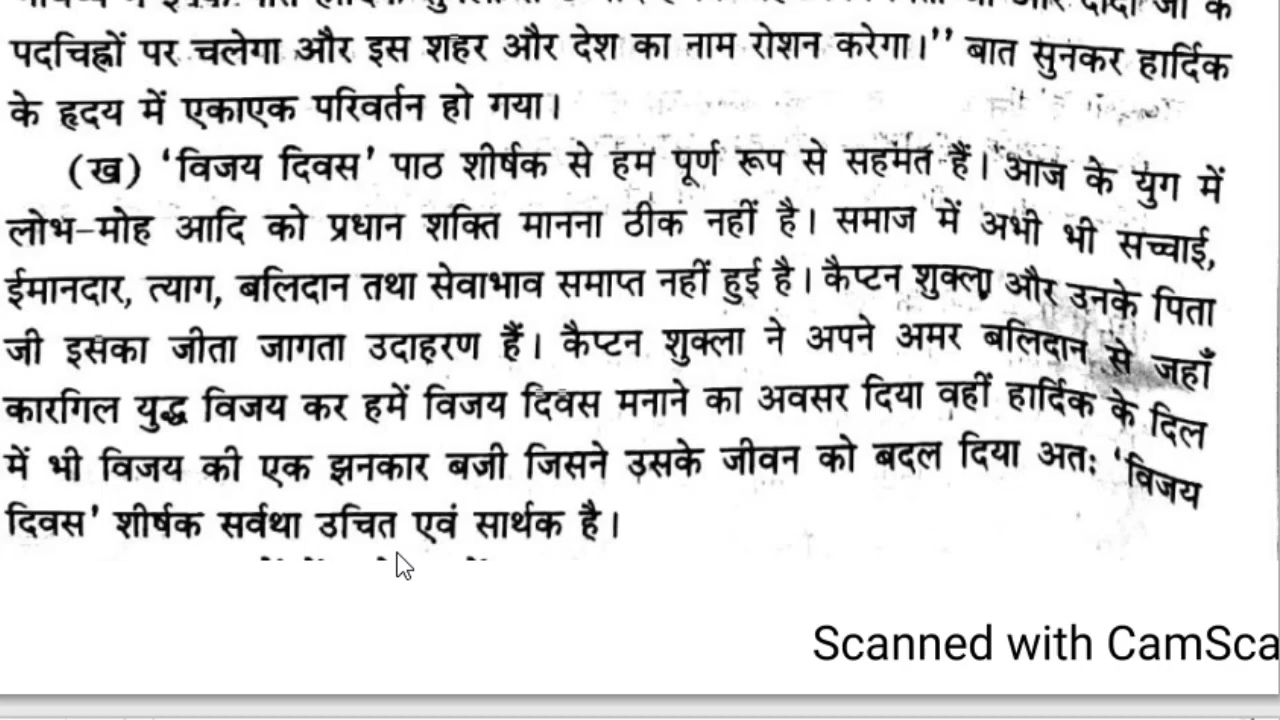 पदचिह्नों पर चलेगा और इस शहर और देश का नाम रोशन करेगा।’’ बात सुनकर हार्दिक
के हृदय में एकाएक परिवर्तन हो गया।
(ख) ‘विजय दिवस’ पाठ शीर्षक से हम पूर्ण रूप से सहमत हैं। आज के युग में
लोभ-मोह आदि को प्रधान शक्ति मानना ठीक नहीं है। समाज में अभी भी सच्चाई,
ईमानदार, त्याग, बलिदान तथा सेवाभाव समाप्त नहीं हुई है। कैप्टन शुक्ला और उनके पिता
जी इसका जीता जागता उदाहरण हैं। कैप्टन शुक्ला ने अपने अमर बलिदान से जहाँ
कारगिल युद्ध विजय कर हमें विजय दिवस मनाने का अवसर दिया वहीं हार्दिक के दिल
में भी विजय की एक झनकार बजी जिसने उसके जीवन को बदल दिया अतः ‘विजय
दिवस’ शीर्षक सर्वथा उचित एवं सार्थक है।
Scanned with CamSca